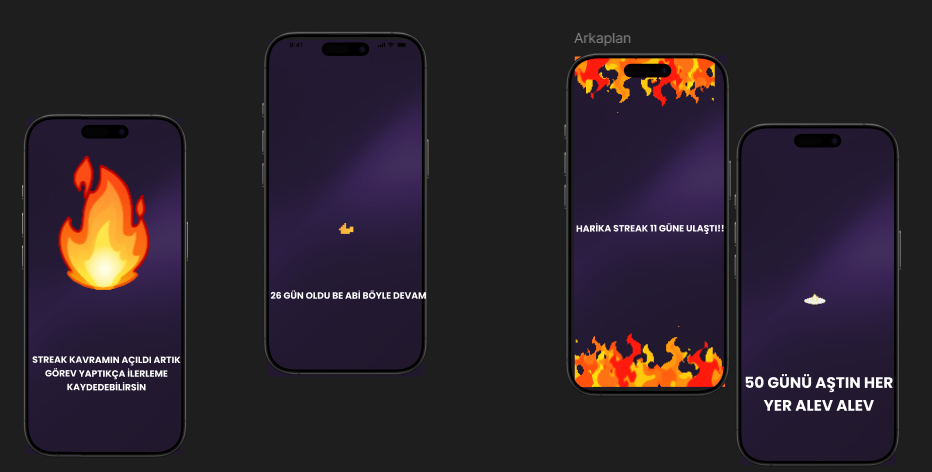 STREAK KAVRAMIN AÇILDI ARTIK
GÖREV YAPTIKÇA İLERLEME
KAYDEDEBİLİRSİN
9:41
26 GÜN OLDU BE ABİ BÖYLE DEVAM
Arkaplan
HARİKA STREAK 11 GÜNE ULAŞTI!!
50 GÜNÜ AŞTIN HER
YER ALEV ALEV